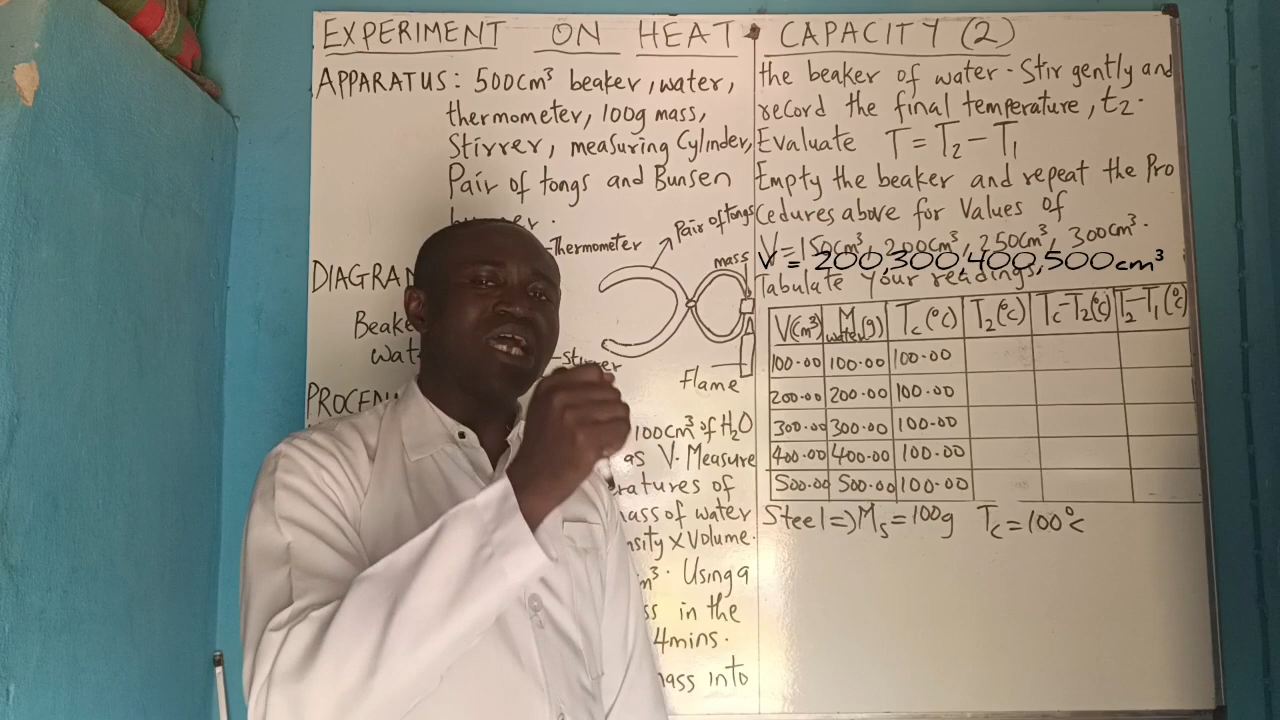 EXPERIMENT ON HEAT CAPACITY (2)
APPARATUS: 500cm³ beaker, water,
thermometer, 100g mass,
Stirrer, measuring Cylinder,
Pair of tongs and Bunsen
Thermometer
Pair of tongs
mass
DIAGRA
Beake
Wat
Stirrer
Flame
PROCE
100cm³ of H₂O
as V. Measure
ratures of
ass of water
nsity x Volume.
m³. Using a
ss in the
4mins.
ass into
the beaker of water. Stir gently and
record the final temperature, t₂.
Evaluate T = T₂ - T₁
Empty the beaker and repeat the Pro
cedures above for Values of
V = 150cm³, 200cm³, 250cm³, 300cm³.
V = 200,300,400,500cm³
Tabulate your readings
V(cm³) Mwater(g) Tc(°C) T₂(°C) Tc-T₂(°C) T₂-T₁(°C)
100.00 100.00 100.00
200.00 200.00 100.00
300.00 300.00 100.00
400.00 400.00 100.00
500.00 500.00 100.00
Steel => Ms = 100g Tc = 100°c